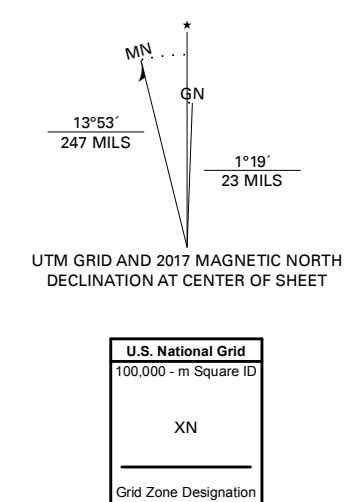 ★
MN
GN
13°53´
247 MILS
1°19´
23 MILS
UTM GRID AND 2017 MAGNETIC NORTH
DECLINATION AT CENTER OF SHEET
U.S. National Grid
100,000 - m Square ID
XN
Grid Zone Designation